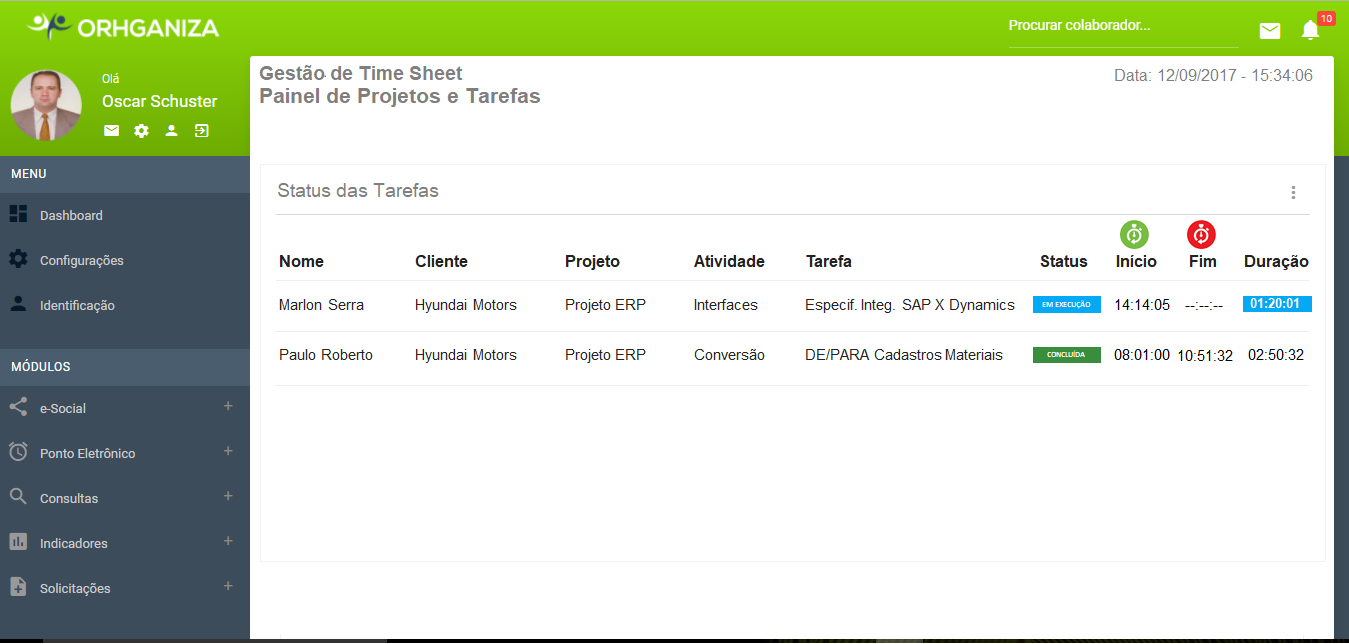 ORHGANIZA
Procurar colaborador...
10
Olá
Oscar Schuster
Gestão de Time Sheet
Painel de Projetos e Tarefas
Data: 12/09/2017 - 15:34:06
MENU
Dashboard
Configurações
Identificação
MÓDULOS
e-Social +
Ponto Eletrônico +
Consultas +
Indicadores +
Solicitações +
Status das Tarefas
Nome Cliente Projeto Atividade Tarefa Status Início Fim Duração
Marlon Serra Hyundai Motors Projeto ERP Interfaces Especif. Integ. SAP X Dynamics EM EXECUÇÃO 14:14:05 --:--:-- 01:20:01
Paulo Roberto Hyundai Motors Projeto ERP Conversão DE/PARA Cadastros Materiais CONCLUÍDA 08:01:00 10:51:32 02:50:32